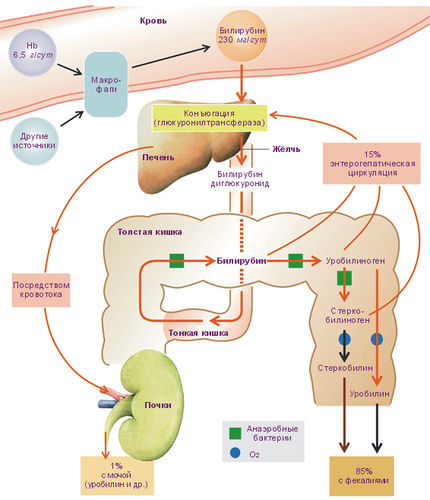 Кровь
Hb
6,5 г/сут
Билирубин
230 мг/сут
Макро-
фаги
Другие
источники
Конъюгация
(глюкуронилтрансфераза)
Печень
Жёлчь
15%
энтерогепатическая
циркуляция
Билирубин
диглюкуронид
Толстая кишка
Билирубин
Уробилиноген
Посредством
кровотока
Стерко-
билиноген
Тонкая кишка
Стеркобилин
Уробилин
Почки
Анаэробные
бактерии
O2
1%
с мочой
(уробилин и др.)
85%
с фекалиями